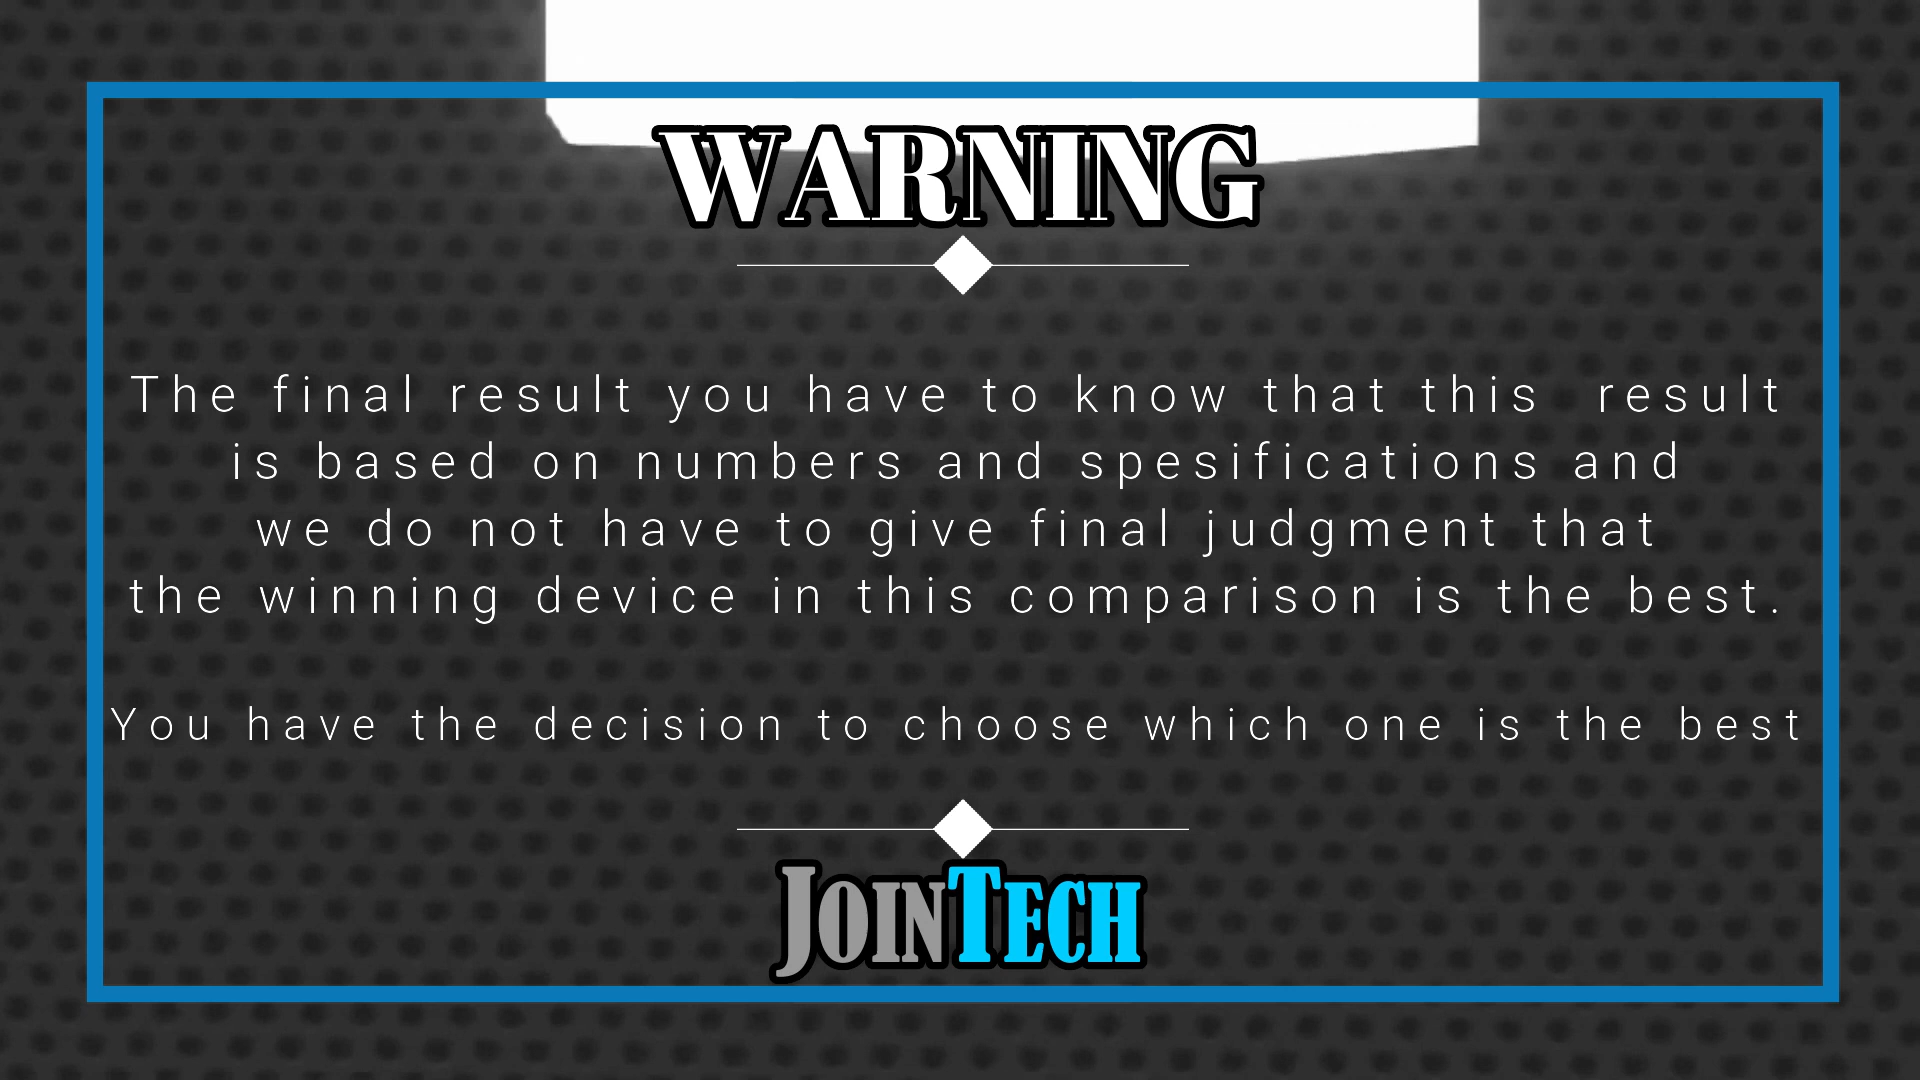 WARNING
The final result you have to know that this result
is based on numbers and spesifications and
we do not have to give final judgment that
the winning device in this comparison is the best.
You have the decision to choose which one is the best
JOINTECH